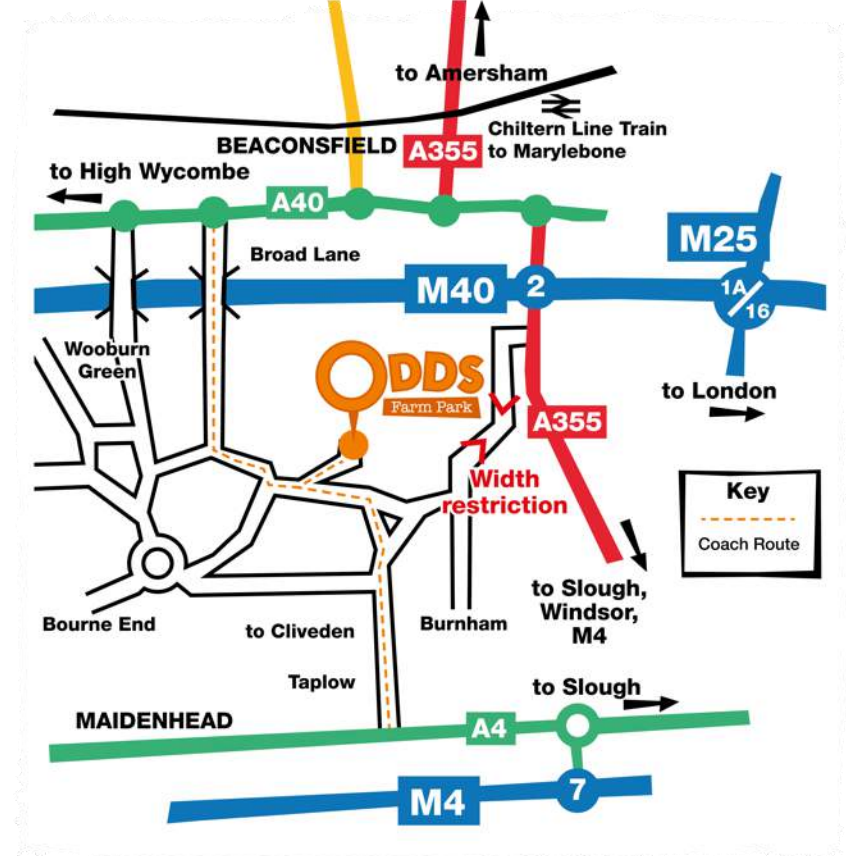 to Amersham
Chiltern Line Train
to Marylebone
BEACONSFIELD
A355
to High Wycombe
A40
M25
Broad Lane
M40
2
1A
16
Wooburn
Green
ODDS
Farm Park
to London
A355
Width
restriction
Key
Coach Route
to Slough,
Windsor,
M4
Bourne End
to Cliveden
Burnham
Taplow
to Slough
MAIDENHEAD
A4
M4
7